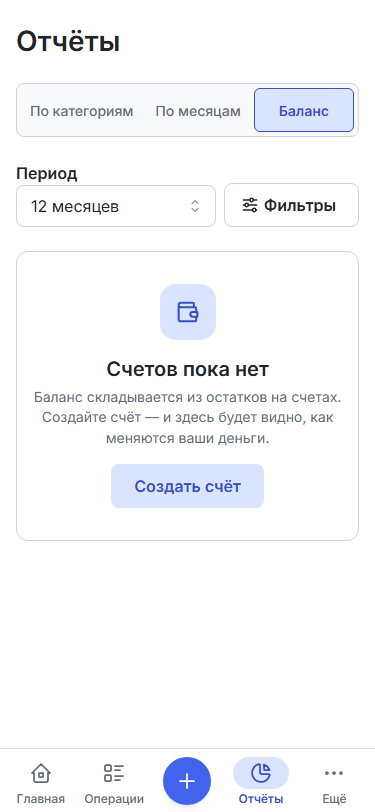 Отчёты
По категориям
По месяцам
Баланс
Период
12 месяцев
Фильтры
Счетов пока нет
Баланс складывается из остатков на счетах.
Создайте счёт — и здесь будет видно, как
меняются ваши деньги.
Создать счёт
Главная
Операции
Отчёты
Ещё